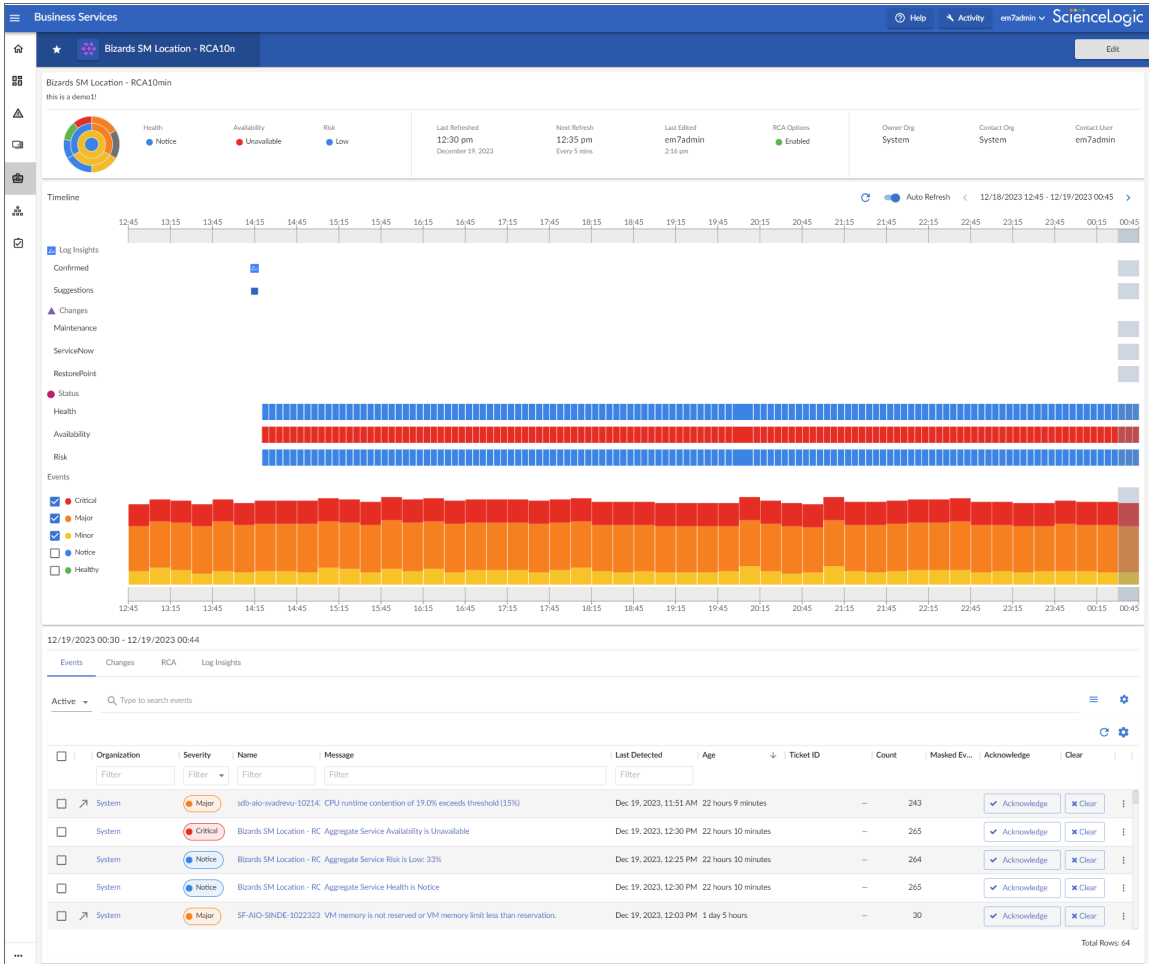 Business Services
Help Activity em7admin ScienceLogic
Bizards SM Location - RCA10n Edit
Bizards SM Location - RCA10min
this is a demo1!
Health Availability Risk Last Refreshed Next Refresh Last Edited RCA Options Owner Org Contact Org Contact User
Notice Unavailable Low 12:30 pm 12:35 pm em7admin Enabled System System em7admin
December 19, 2023 Every 5 mins 2:16 pm
Timeline Auto Refresh 12/18/2023 12:45 - 12/19/2023 00:45
12:45 13:15 13:45 14:15 14:45 15:15 15:45 16:15 16:45 17:15 17:45 18:15 18:45 19:15 19:45 20:15 20:45 21:15 21:45 22:15 22:45 23:15 23:45 00:15 00:45
Log Insights
Confirmed
Suggestions
Changes
Maintenance
ServiceNow
RestorePoint
Status
Health
Availability
Risk
Events
Critical
Major
Minor
Notice
Healthy
12:45 13:15 13:45 14:15 14:45 15:15 15:45 16:15 16:45 17:15 17:45 18:15 18:45 19:15 19:45 20:15 20:45 21:15 21:45 22:15 22:45 23:15 23:45 00:15 00:45
12/19/2023 00:30 - 12/19/2023 00:44
Events Changes RCA Log Insights
Active Type to search events
Organization Severity Name Message Last Detected Age Ticket ID Count Masked Ev... Acknowledge Clear
Filter Filter Filter Filter Filter
System Major sdb-aio-svadrevu-10214: CPU runtime contention of 19.0% exceeds threshold (15%) Dec 19, 2023, 11:51 AM 22 hours 9 minutes — 243 Acknowledge Clear
System Critical Bizards SM Location - RC Aggregate Service Availability is Unavailable Dec 19, 2023, 12:30 PM 22 hours 10 minutes — 265 Acknowledge Clear
System Notice Bizards SM Location - RC Aggregate Service Risk is Low: 33% Dec 19, 2023, 12:25 PM 22 hours 10 minutes — 264 Acknowledge Clear
System Notice Bizards SM Location - RC Aggregate Service Health is Notice Dec 19, 2023, 12:30 PM 22 hours 10 minutes — 265 Acknowledge Clear
System Major SF-AIO-SINDE-1022323 VM memory is not reserved or VM memory limit less than reservation. Dec 19, 2023, 12:03 PM 1 day 5 hours — 30 Acknowledge Clear
Total Rows: 64